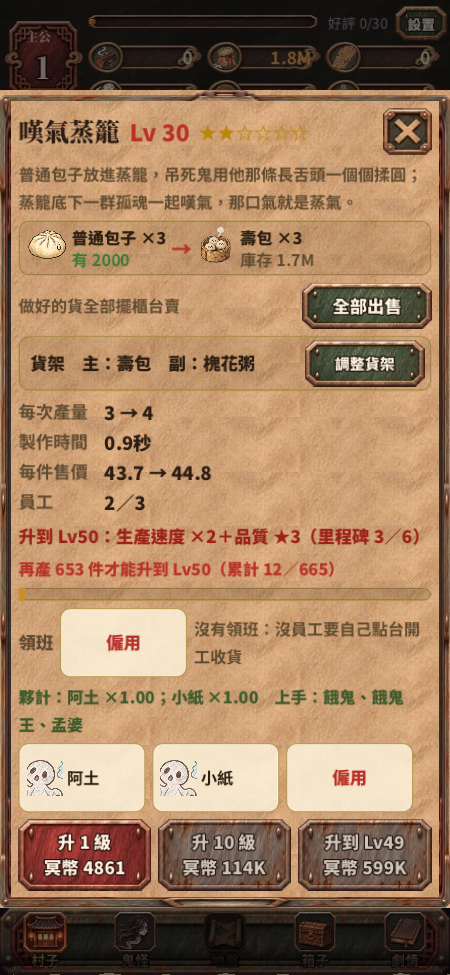 主公
1
好評 0/30
設置
0
1.8M
0
嘆氣蒸籠 Lv 30 ★★☆☆☆☆
普通包子放進蒸籠，吊死鬼用他那條長舌頭一個個揉圓；
蒸籠底下一群孤魂一起嘆氣，那口氣就是蒸氣。
普通包子 ×3 → 壽包 ×3
有 2000 庫存 1.7M
做好的貨全部擺櫃台賣 全部出售
貨架 主：壽包 副：槐花粥 調整貨架
每次產量 3 → 4
製作時間 0.9秒
每件售價 43.7 → 44.8
員工 2／3
升到 Lv50：生產速度 ×2＋品質 ★3（里程碑 3／6）
再產 653 件才能升到 Lv50（累計 12／665）
領班 僱用 沒有領班：沒員工要自己點台開
工收貨
夥計：阿土 ×1.00；小紙 ×1.00 上手：餓鬼、餓鬼
王、孟婆
阿土 小紙 僱用
升 1 級 升 10 級 升到 Lv49
冥幣 4861 冥幣 114K 冥幣 599K
村子 鬼怪 箱子 劇情